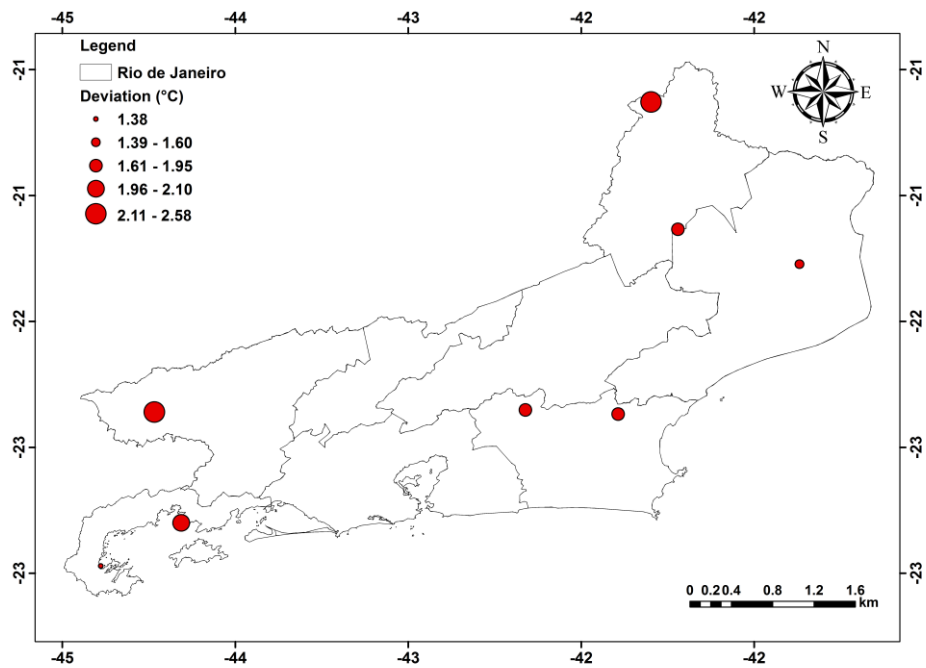 -45 -44 -43 -42 -42
Legend
Rio de Janeiro
Deviation (°C)
1.38
1.39 - 1.60
1.61 - 1.95
1.96 - 2.10
2.11 - 2.58
N
W E
S
-21 -21
-21 -21
-22 -22
-23 -23
-23 -23
0 0.2 0.4 0.8 1.2 1.6
km
-45 -44 -43 -42 -42